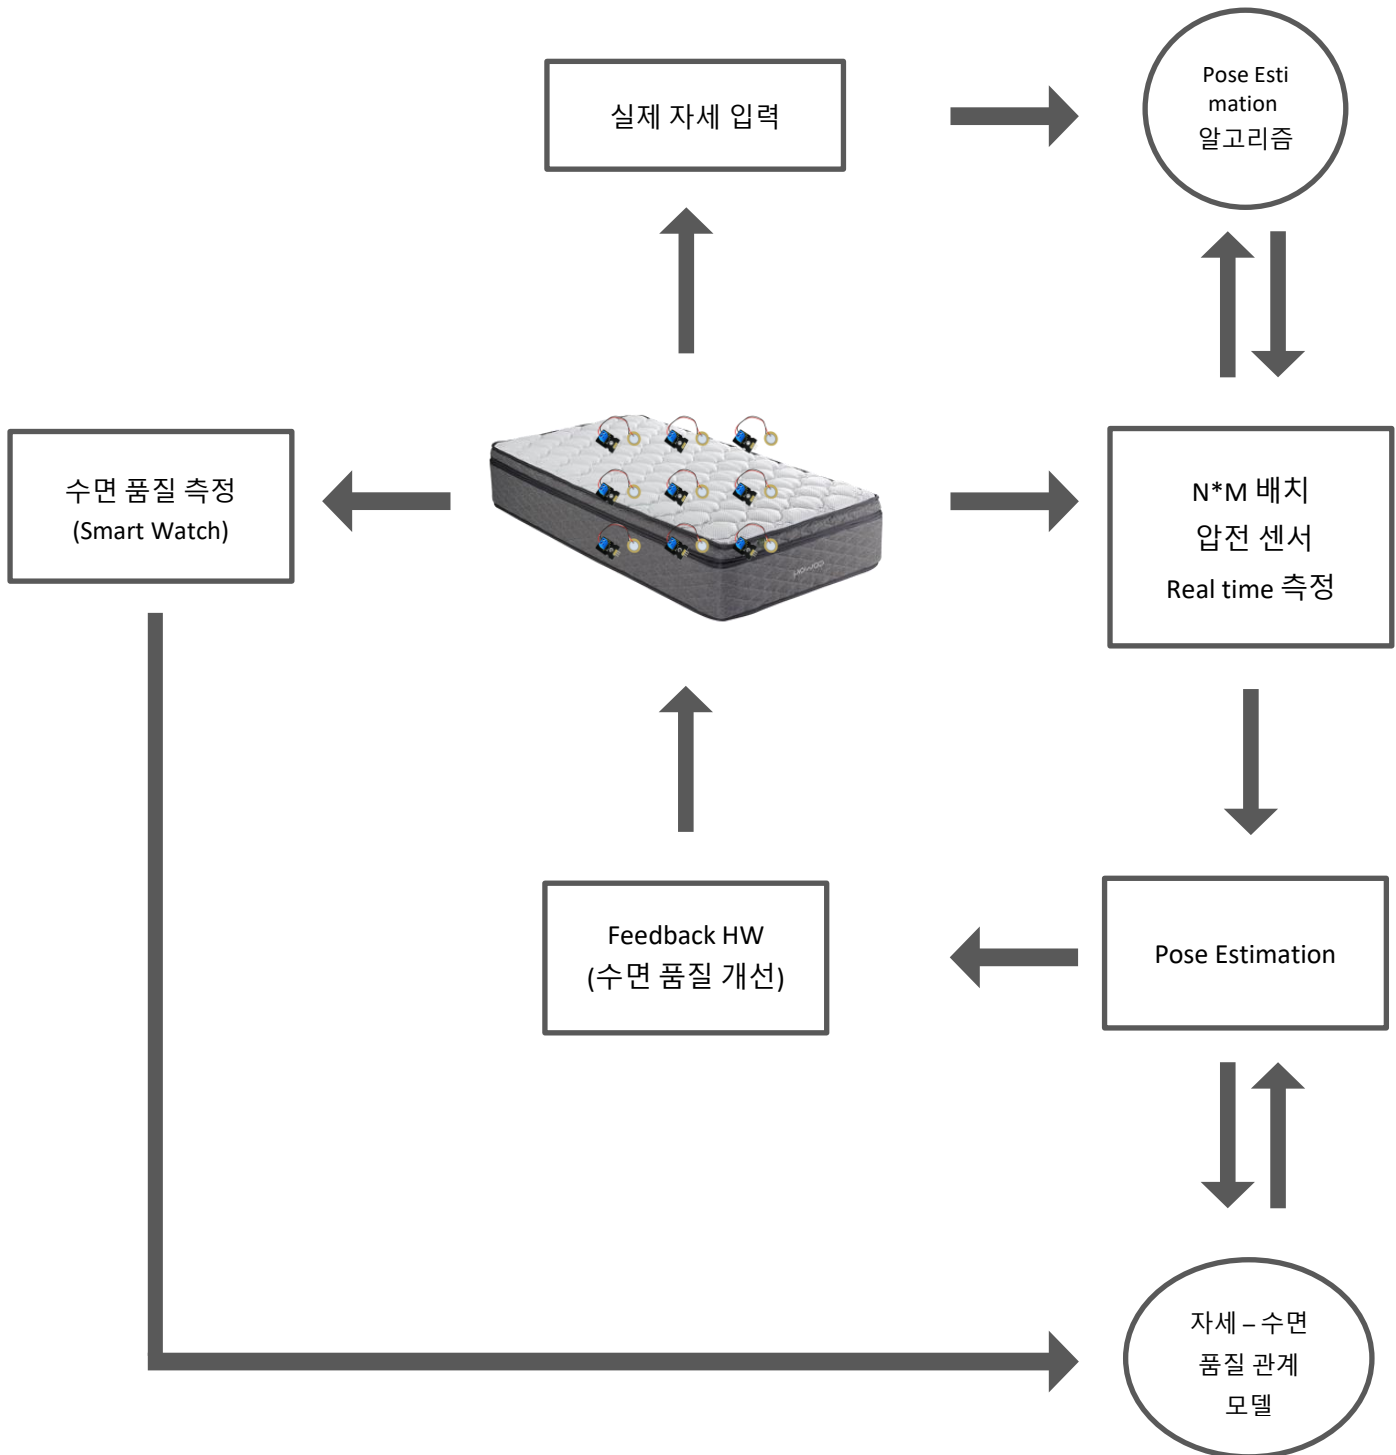 실제 자세 입력
Pose Esti
mation
알고리즘
수면 품질 측정
(Smart Watch)
N*M 배치
압전 센서
Real time 측정
Feedback HW
(수면 품질 개선)
Pose Estimation
자세 – 수면
품질 관계
모델